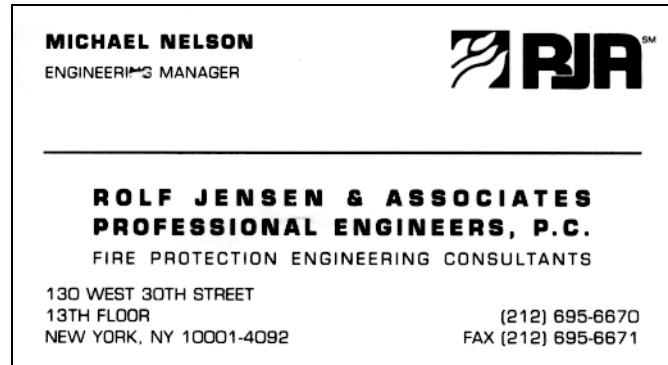 MICHAEL NELSON
ENGINEERING MANAGER
RJA SM
ROLF JENSEN & ASSOCIATES
PROFESSIONAL ENGINEERS, P.C.
FIRE PROTECTION ENGINEERING CONSULTANTS
130 WEST 30TH STREET
13TH FLOOR
NEW YORK, NY 10001-4092
(212) 695-6670
FAX (212) 695-6671